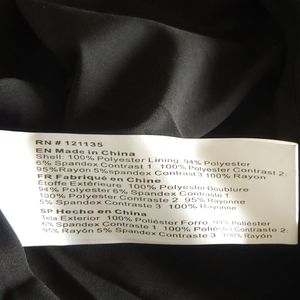 RN # 121135
EN Made in China
Shell: 100% Polyester Lining 94% Polyester
6% Spandex Contrast 1: 100% Polyester Contrast 2:
95%Rayon 5%spandex Contrast 3 100% Rayon
FR Fabriqué en Chine
Étoffe Extérieure 100% Polyester Doublure
94% Polyester 6% Spandex Contraste 1
100% Polyester Contraste 2 95% Rayonne
5% Spandex Contraste 3 100% Rayonne
SP Hecho en China
Tela Exterior 100% Poliéster Forro 94% Poliéster
6% Spandex Contraste 1: 100% Poliéster Contraste 2:
95% Rayón 5% Spandex Contraste 3 100% Rayón